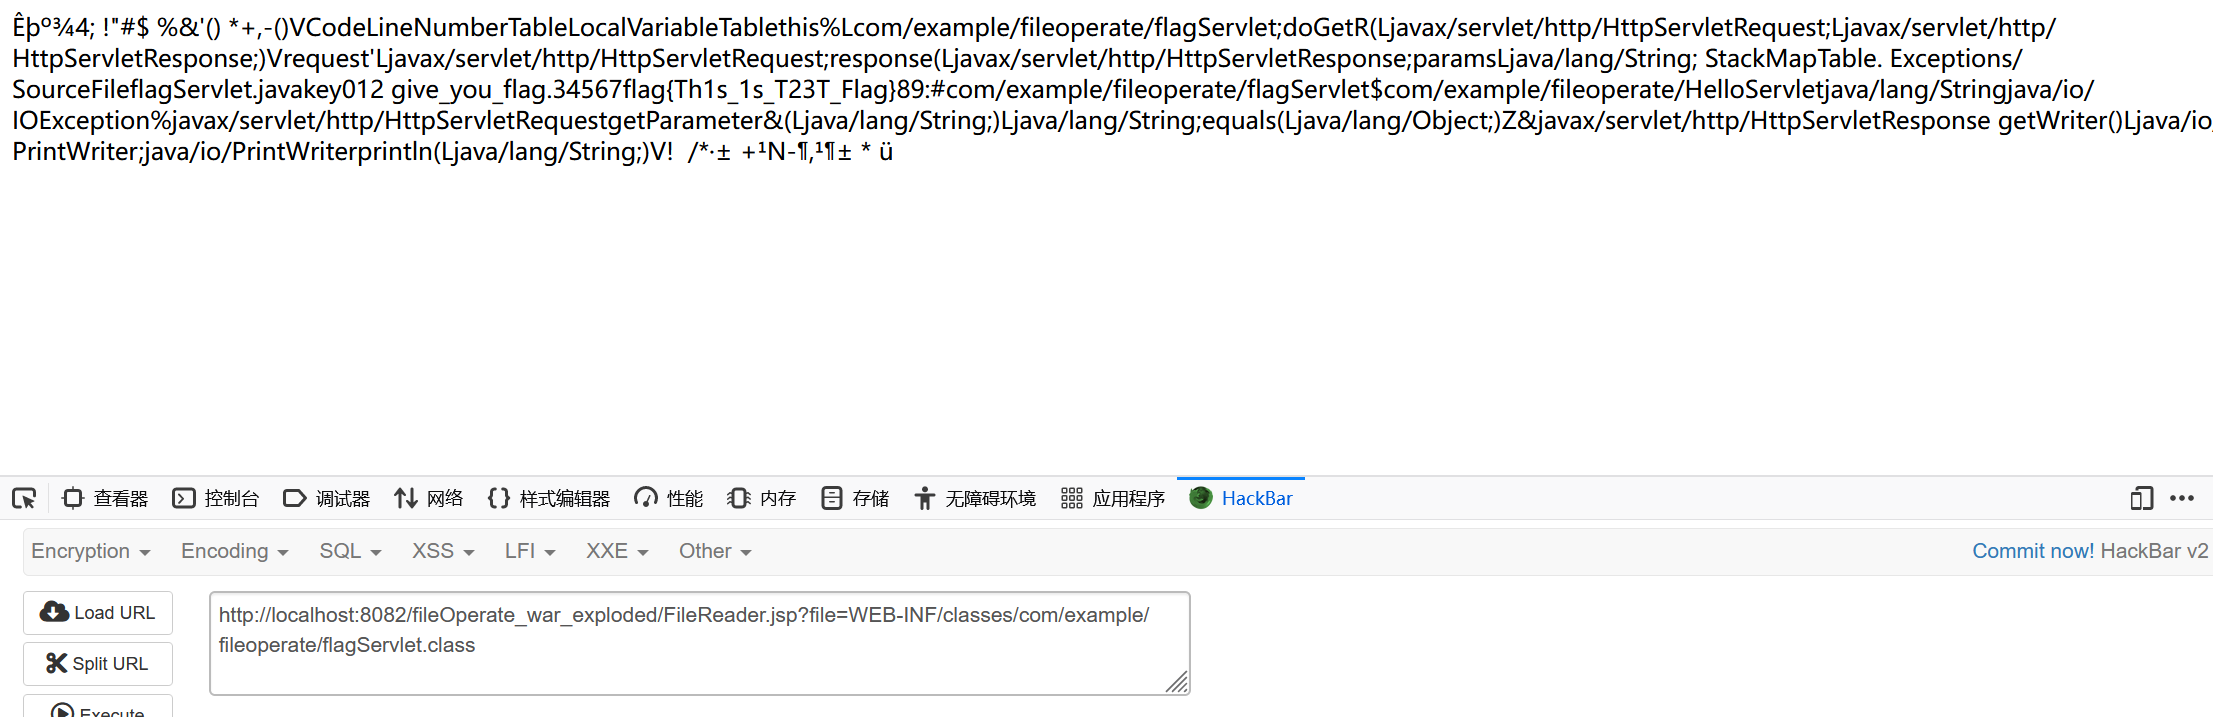 Êþº¾4; !"#$ %&'() *+,-()VCodeLineNumberTableLocalVariableTablethis%Lcom/example/fileoperate/flagServlet;doGetR(Ljavax/servlet/http/HttpServletRequest;Ljavax/servlet/http/
HttpServletResponse;)Vrequest'Ljavax/servlet/http/HttpServletRequest;response(Ljavax/servlet/http/HttpServletResponse;paramsLjava/lang/String; StackMapTable. Exceptions/
SourceFileflagServlet.javakey012 give_you_flag.34567flag{Th1s_1s_T23T_Flag}89:#com/example/fileoperate/flagServlet$com/example/fileoperate/HelloServletjava/lang/Stringjava/io/
IOException%javax/servlet/http/HttpServletRequestgetParameter&(Ljava/lang/String;)Ljava/lang/String;equals(Ljava/lang/Object;)Z&javax/servlet/http/HttpServletResponse getWriter()Ljava/io/
PrintWriter;java/io/PrintWriterprintln(Ljava/lang/String;)V! /*·± +¹N-¶,¹¶± * ü
查看器 控制台 调试器 网络 样式编辑器 性能 内存 存储 无障碍环境 应用程序 HackBar
Encryption Encoding SQL XSS LFI XXE Other Commit now! HackBar v2
Load URL
http://localhost:8082/fileOperate_war_exploded/FileReader.jsp?file=WEB-INF/classes/com/example/
fileoperate/flagServlet.class
Split URL
Execute